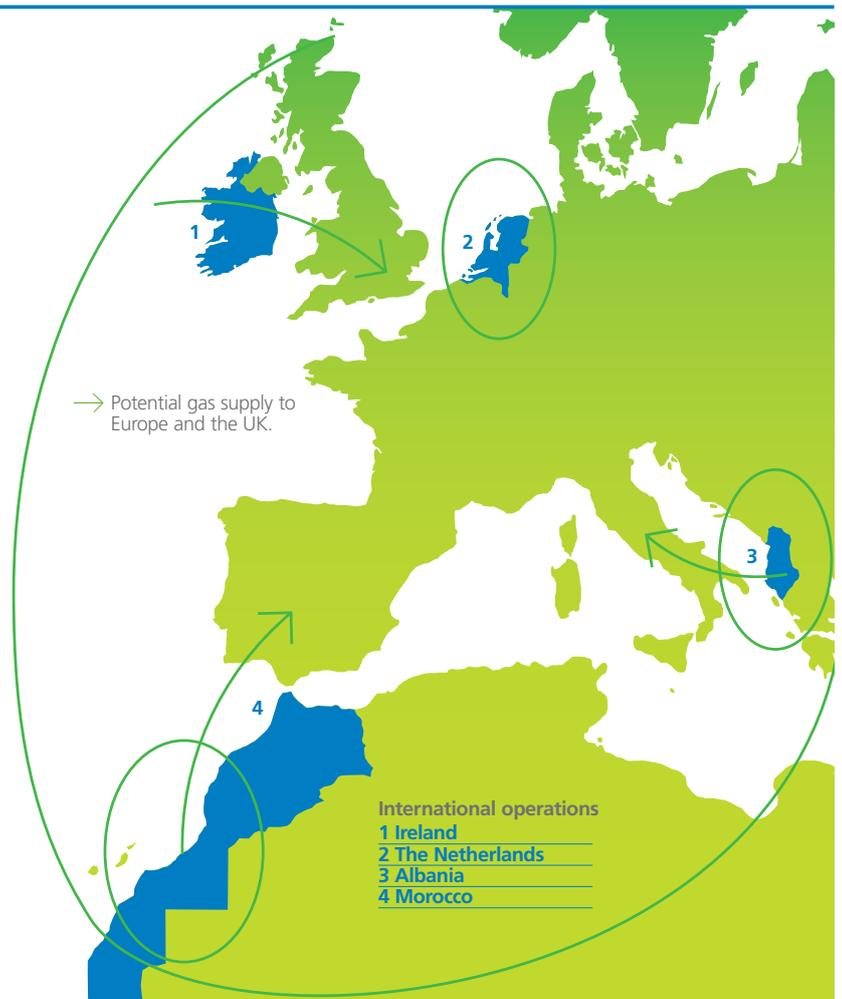 1
2
Potential gas supply to
Europe and the UK.
3
4
International operations
1 Ireland
2 The Netherlands
3 Albania
4 Morocco